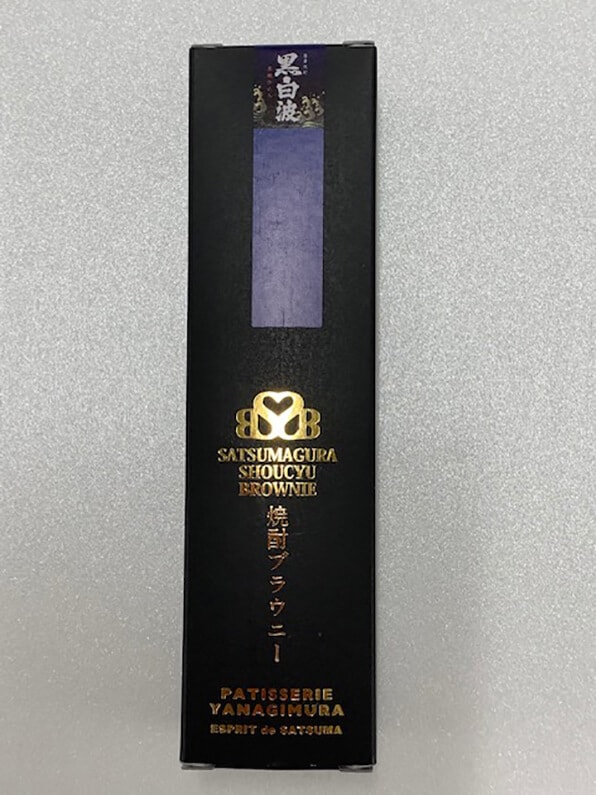 黒・白波
SATSUMAGURA
SHOUCYU
BROWNIE
焼酎ブラウニー
PATISSERIE
YANAGIMURA
ESPRIT de SATSUMA